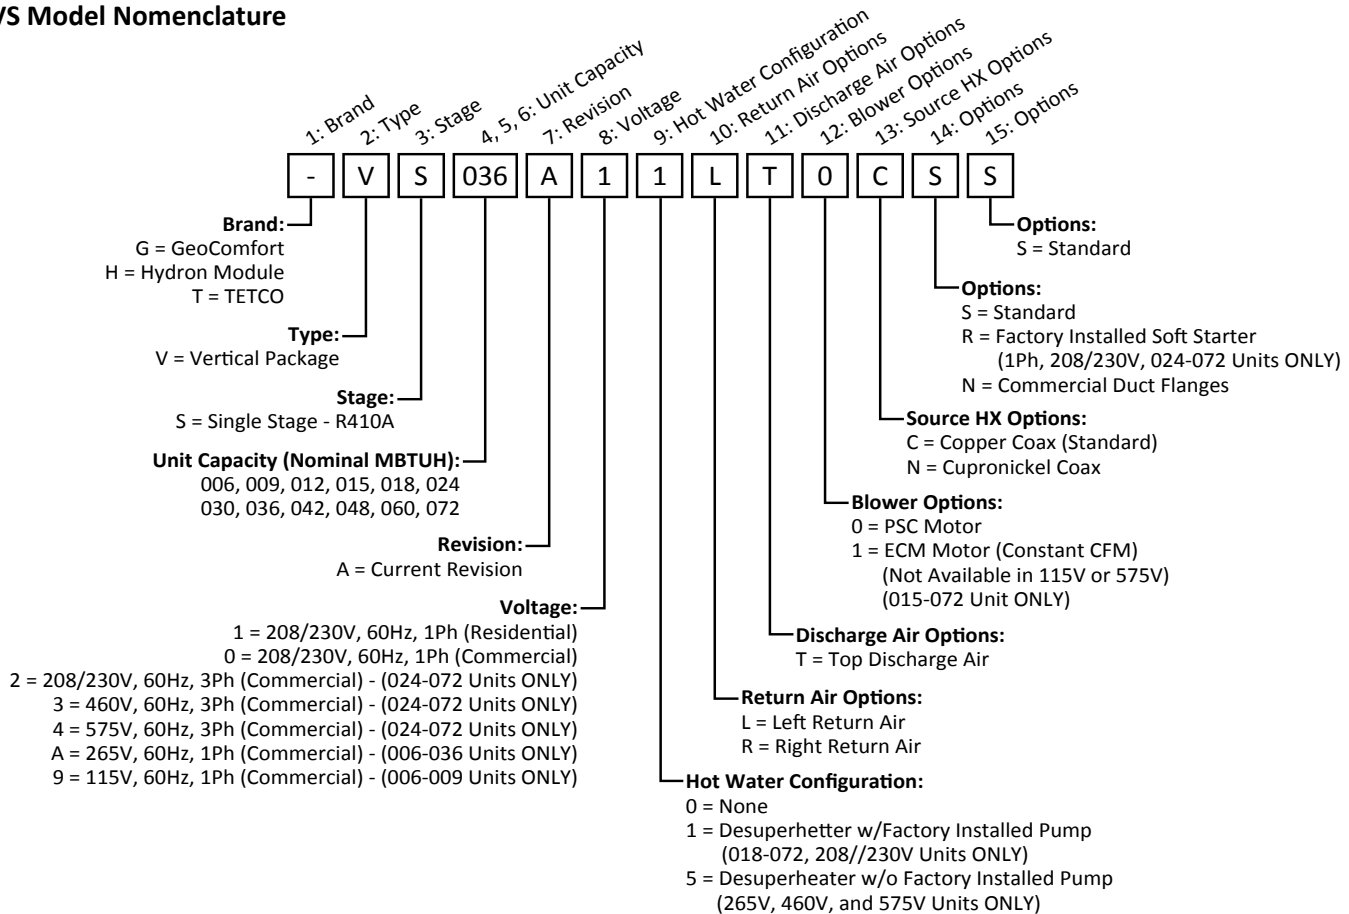 VS Model Nomenclature
1: Brand
2: Type
3: Stage
4, 5, 6: Unit Capacity
7: Revision
8: Voltage
9: Hot Water Configuration
10: Return Air Options
11: Discharge Air Options
12: Blower Options
13: Source HX Options
14: Options
15: Options
- V S 036 A 1 1 L T 0 C S S
Brand:
G = GeoComfort
H = Hydron Module
T = TETCO
Type:
V = Vertical Package
Stage:
S = Single Stage - R410A
Unit Capacity (Nominal MBTUH):
006, 009, 012, 015, 018, 024
030, 036, 042, 048, 060, 072
Revision:
A = Current Revision
Voltage:
1 = 208/230V, 60Hz, 1Ph (Residential)
0 = 208/230V, 60Hz, 1Ph (Commercial)
2 = 208/230V, 60Hz, 3Ph (Commercial) - (024-072 Units ONLY)
3 = 460V, 60Hz, 3Ph (Commercial) - (024-072 Units ONLY)
4 = 575V, 60Hz, 3Ph (Commercial) - (024-072 Units ONLY)
A = 265V, 60Hz, 1Ph (Commercial) - (006-036 Units ONLY)
9 = 115V, 60Hz, 1Ph (Commercial) - (006-009 Units ONLY)
Options:
S = Standard
Options:
S = Standard
R = Factory Installed Soft Starter
(1Ph, 208/230V, 024-072 Units ONLY)
N = Commercial Duct Flanges
Source HX Options:
C = Copper Coax (Standard)
N = Cupronickel Coax
Blower Options:
0 = PSC Motor
1 = ECM Motor (Constant CFM)
(Not Available in 115V or 575V)
(015-072 Unit ONLY)
Discharge Air Options:
T = Top Discharge Air
Return Air Options:
L = Left Return Air
R = Right Return Air
Hot Water Configuration:
0 = None
1 = Desuperhetter w/Factory Installed Pump
(018-072, 208//230V Units ONLY)
5 = Desuperheater w/o Factory Installed Pump
(265V, 460V, and 575V Units ONLY)